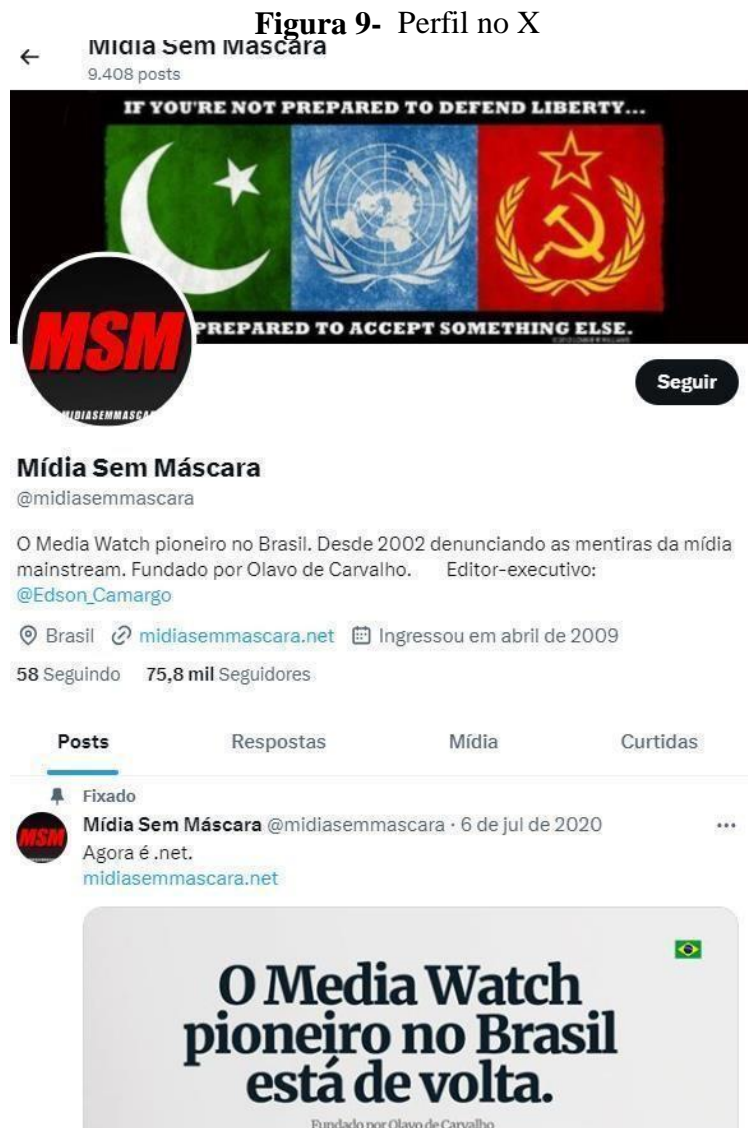 Figura 9- Perfil no X
Mídia Sem Máscara
9.408 posts
IF YOU'RE NOT PREPARED TO DEFEND LIBERTY...
PREPARED TO ACCEPT SOMETHING ELSE.
MSM
MIDIASEMMASCA
Seguir
Mídia Sem Máscara
@midiasemmascara
O Media Watch pioneiro no Brasil. Desde 2002 denunciando as mentiras da mídia
mainstream. Fundado por Olavo de Carvalho. Editor-executivo:
@Edson_Camargo
Brasil midiasemmascara.net Ingressou em abril de 2009
58 Seguindo 75,8 mil Seguidores
Posts Respostas Mídia Curtidas
Fixado
MSM
Mídia Sem Máscara @midiasemmascara · 6 de jul de 2020 ...
Agora é .net.
midiasemmascara.net
O Media Watch
pioneiro no Brasil
está de volta.
Fundado por Olavo de Carvalho